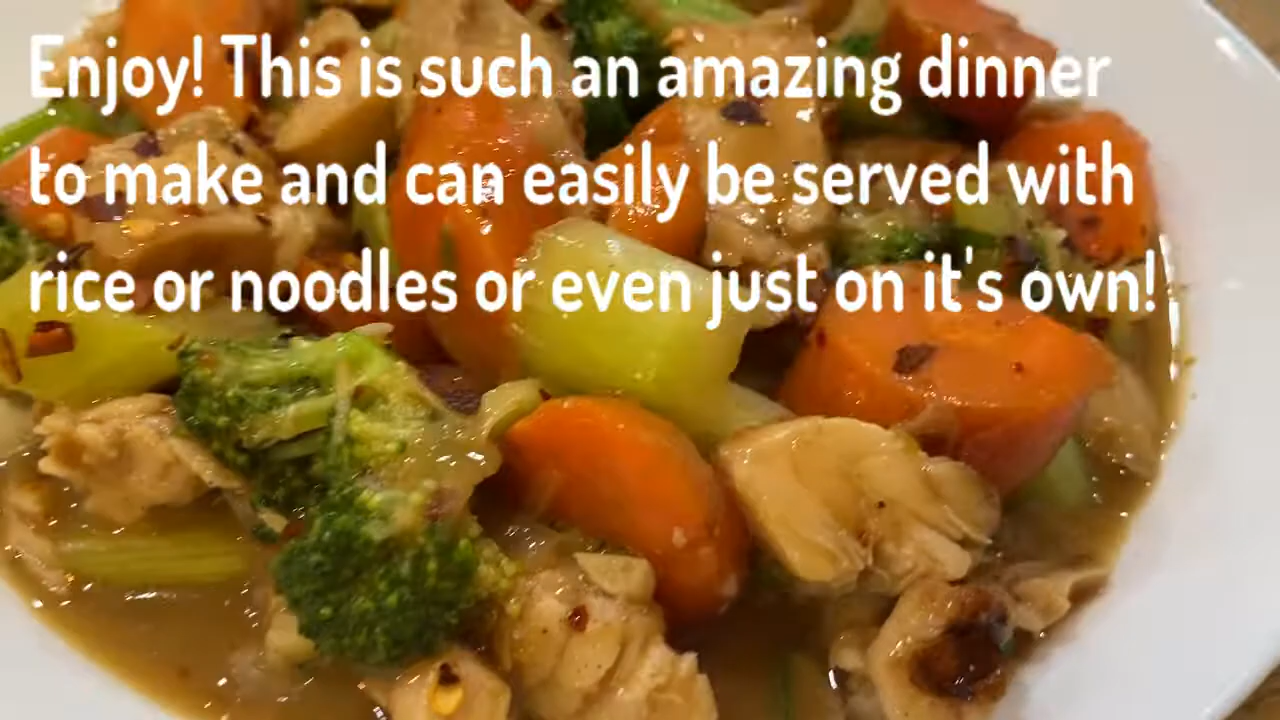 Enjoy! This is such an amazing dinner
to make and can easily be served with
rice or noodles or even just on it's own!